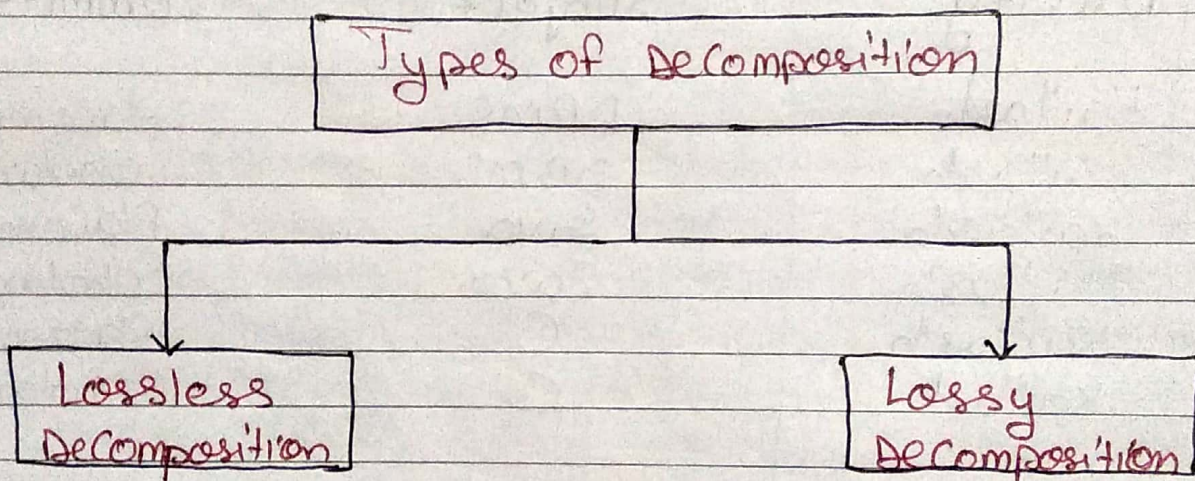 Types of Decomposition
Lossless
Decomposition
Lossy
Decomposition